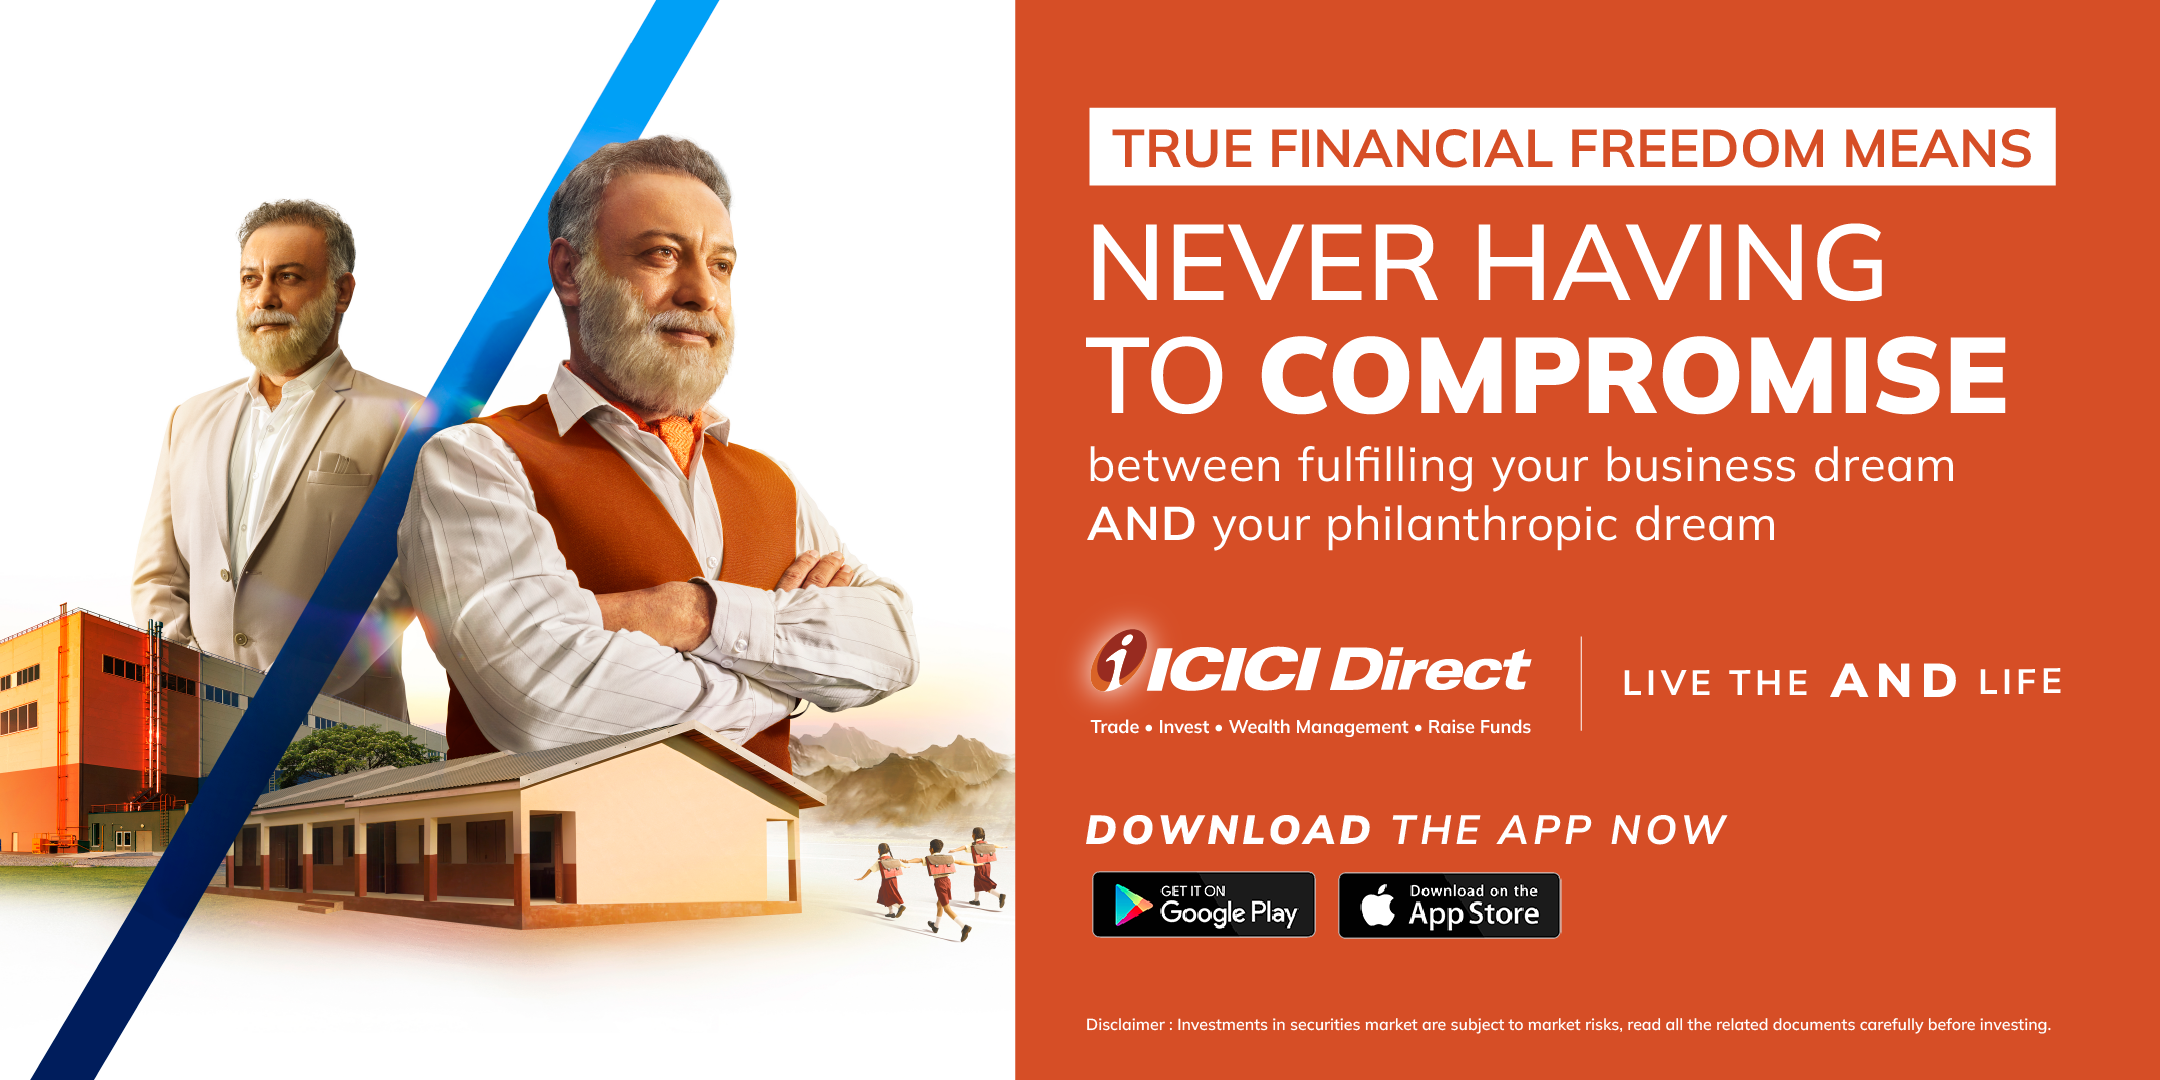 TRUE FINANCIAL FREEDOM MEANS
NEVER HAVING
TO COMPROMISE
between fulfilling your business dream
AND your philanthropic dream
i ICICI Direct
Trade • Invest • Wealth Management • Raise Funds
LIVE THE AND LIFE
DOWNLOAD THE APP NOW
GET IT ON
Google Play
Download on the
App Store
Disclaimer : Investments in securities market are subject to market risks, read all the related documents carefully before investing.